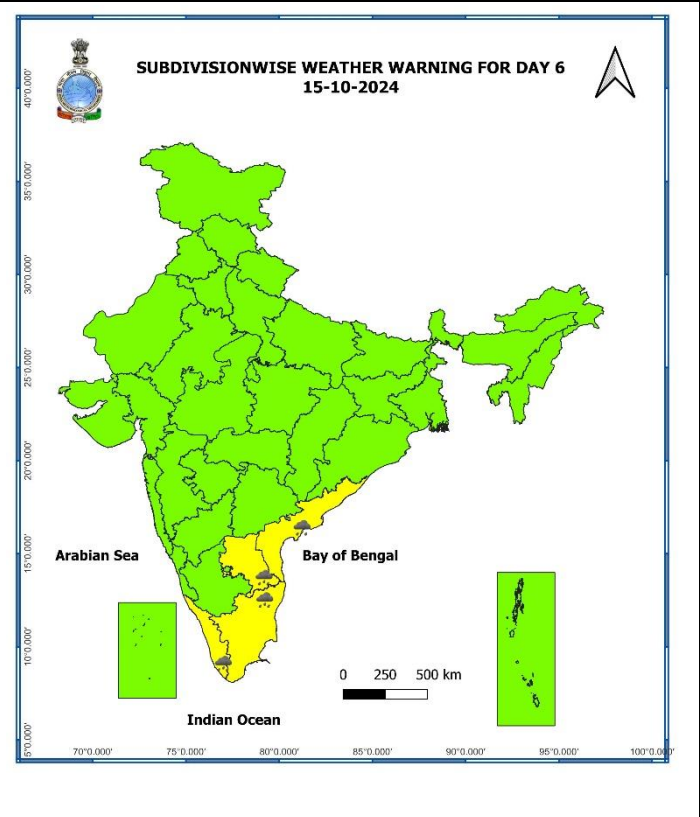 SUBDIVISIONWISE WEATHER WARNING FOR DAY 6
15-10-2024
40°0.000'
35°0.000'
30°0.000'
25°0.000'
20°0.000'
15°0.000'
10°0.000'
5°0.000'
Arabian Sea
Bay of Bengal
0 250 500 km
Indian Ocean
70°0.000' 75°0.000' 80°0.000' 85°0.000' 90°0.000' 95°0.000' 100°0.000'